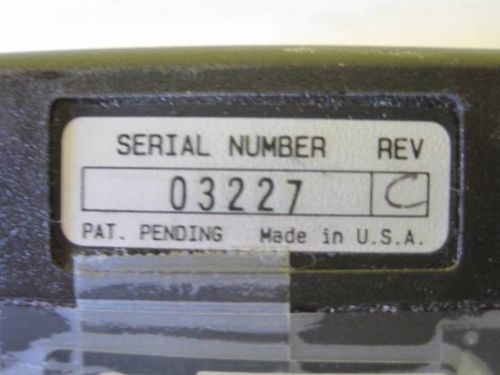 SERIAL NUMBER REV
03227 C
PAT. PENDING Made in U.S.A.